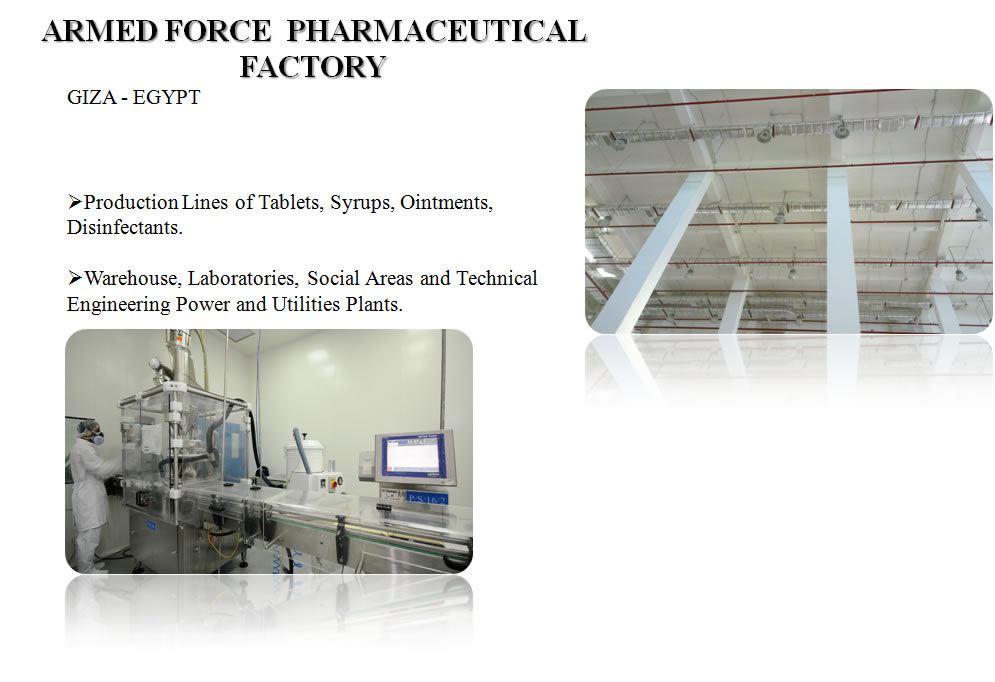 ARMED FORCE PHARMACEUTICAL
FACTORY
GIZA - EGYPT
➢Production Lines of Tablets, Syrups, Ointments,
Disinfectants.
➢Warehouse, Laboratories, Social Areas and Technical
Engineering Power and Utilities Plants.
P-S/16/2